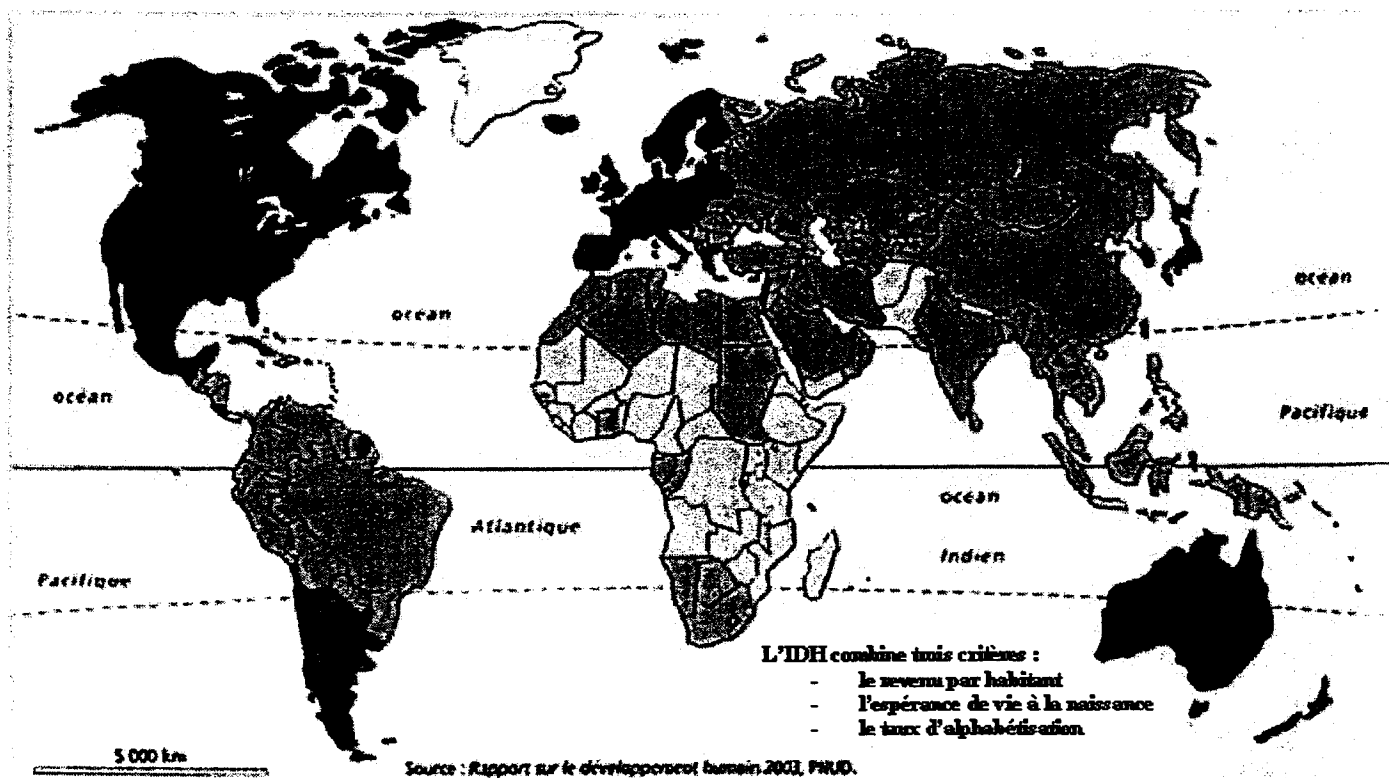 océan
océan
océan
Pacifique
océan
Atlantique
Indien
Pacifique
L'IDH combine trois critères :
- le revenu par habitant
- l'espérance de vie à la naissance
- le taux d'alphabétisation
5 000 km
Source : Rapport sur le développement humain 2003, PNUD.